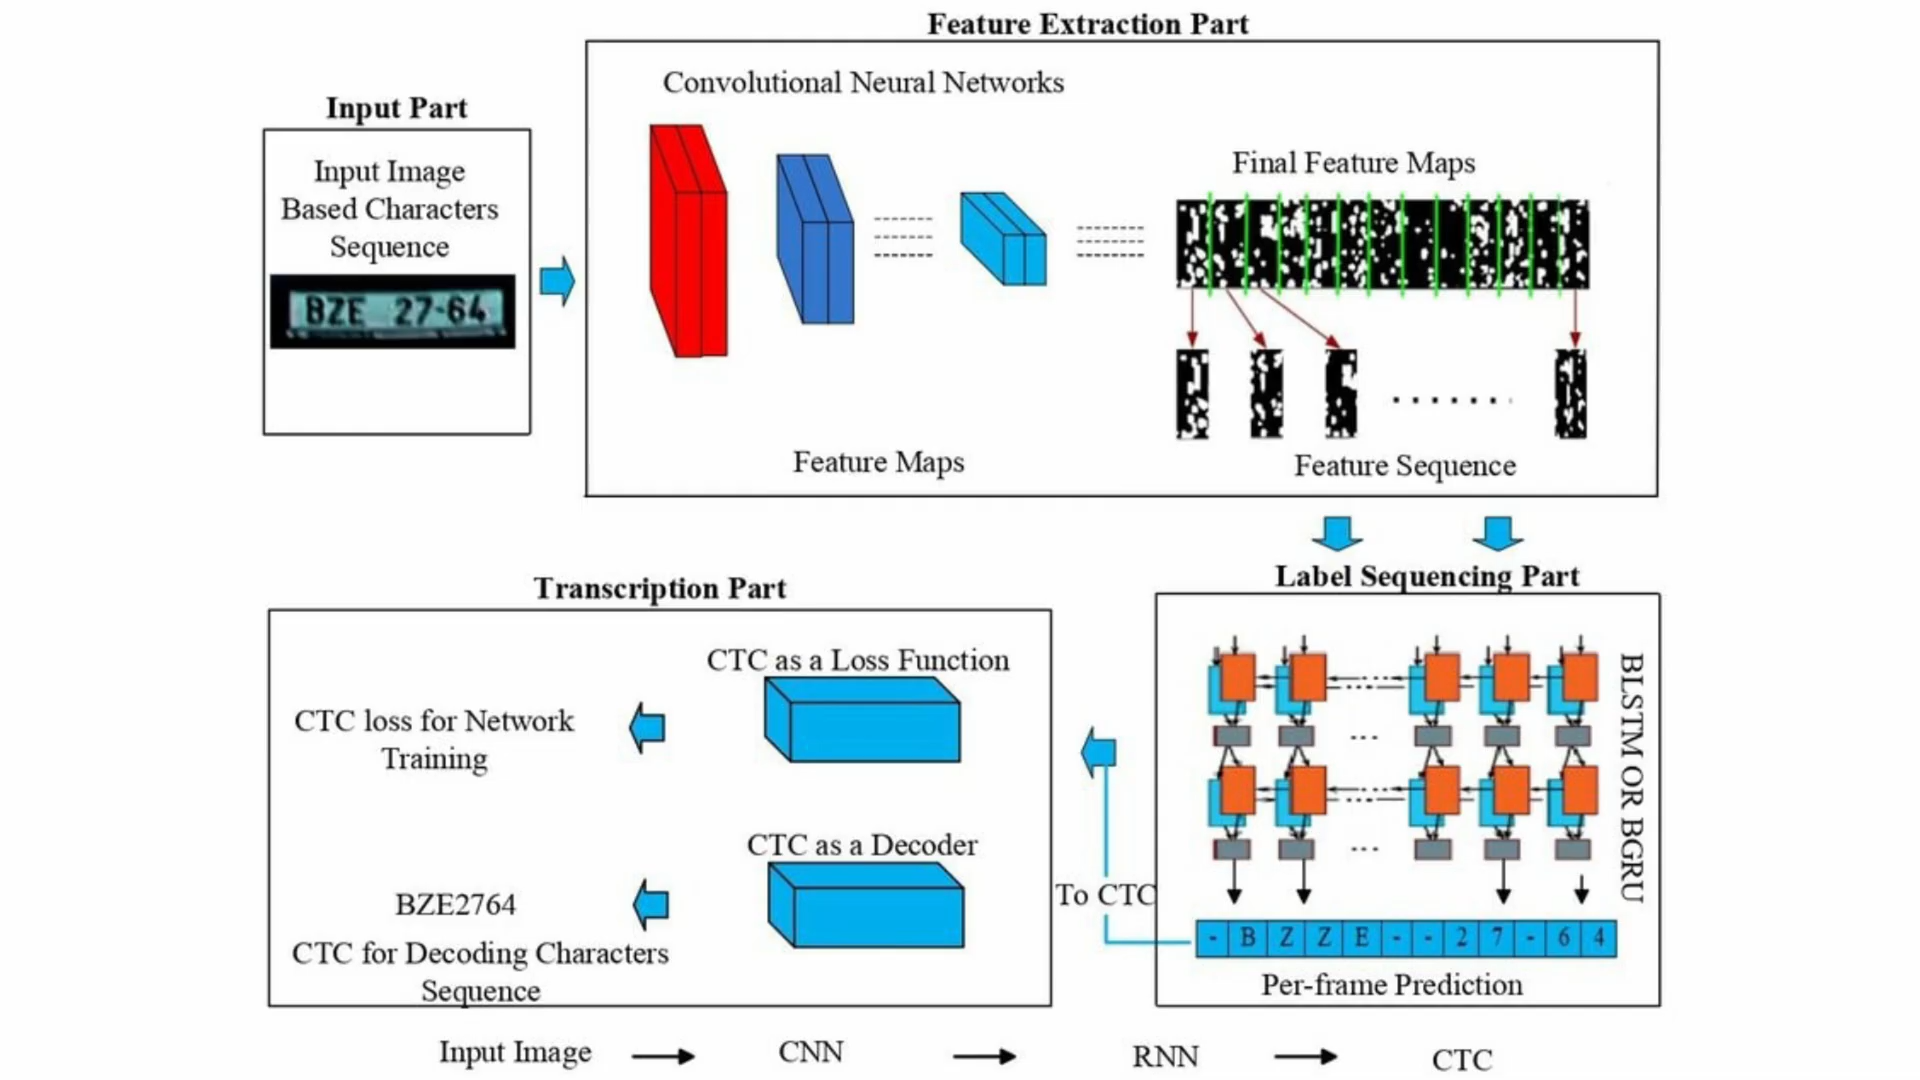 Feature Extraction Part
Convolutional Neural Networks
Input Part
Input Image
Based Characters
Sequence
BZE 27-64
Final Feature Maps
Feature Maps
Feature Sequence
Transcription Part
CTC as a Loss Function
CTC loss for Network
Training
CTC as a Decoder
BZE2764
CTC for Decoding Characters
Sequence
To CTC
Label Sequencing Part
BLSTM OR BGRU
- B Z Z E - - 2 7 - 6 4
Per-frame Prediction
Input Image
CNN
RNN
CTC